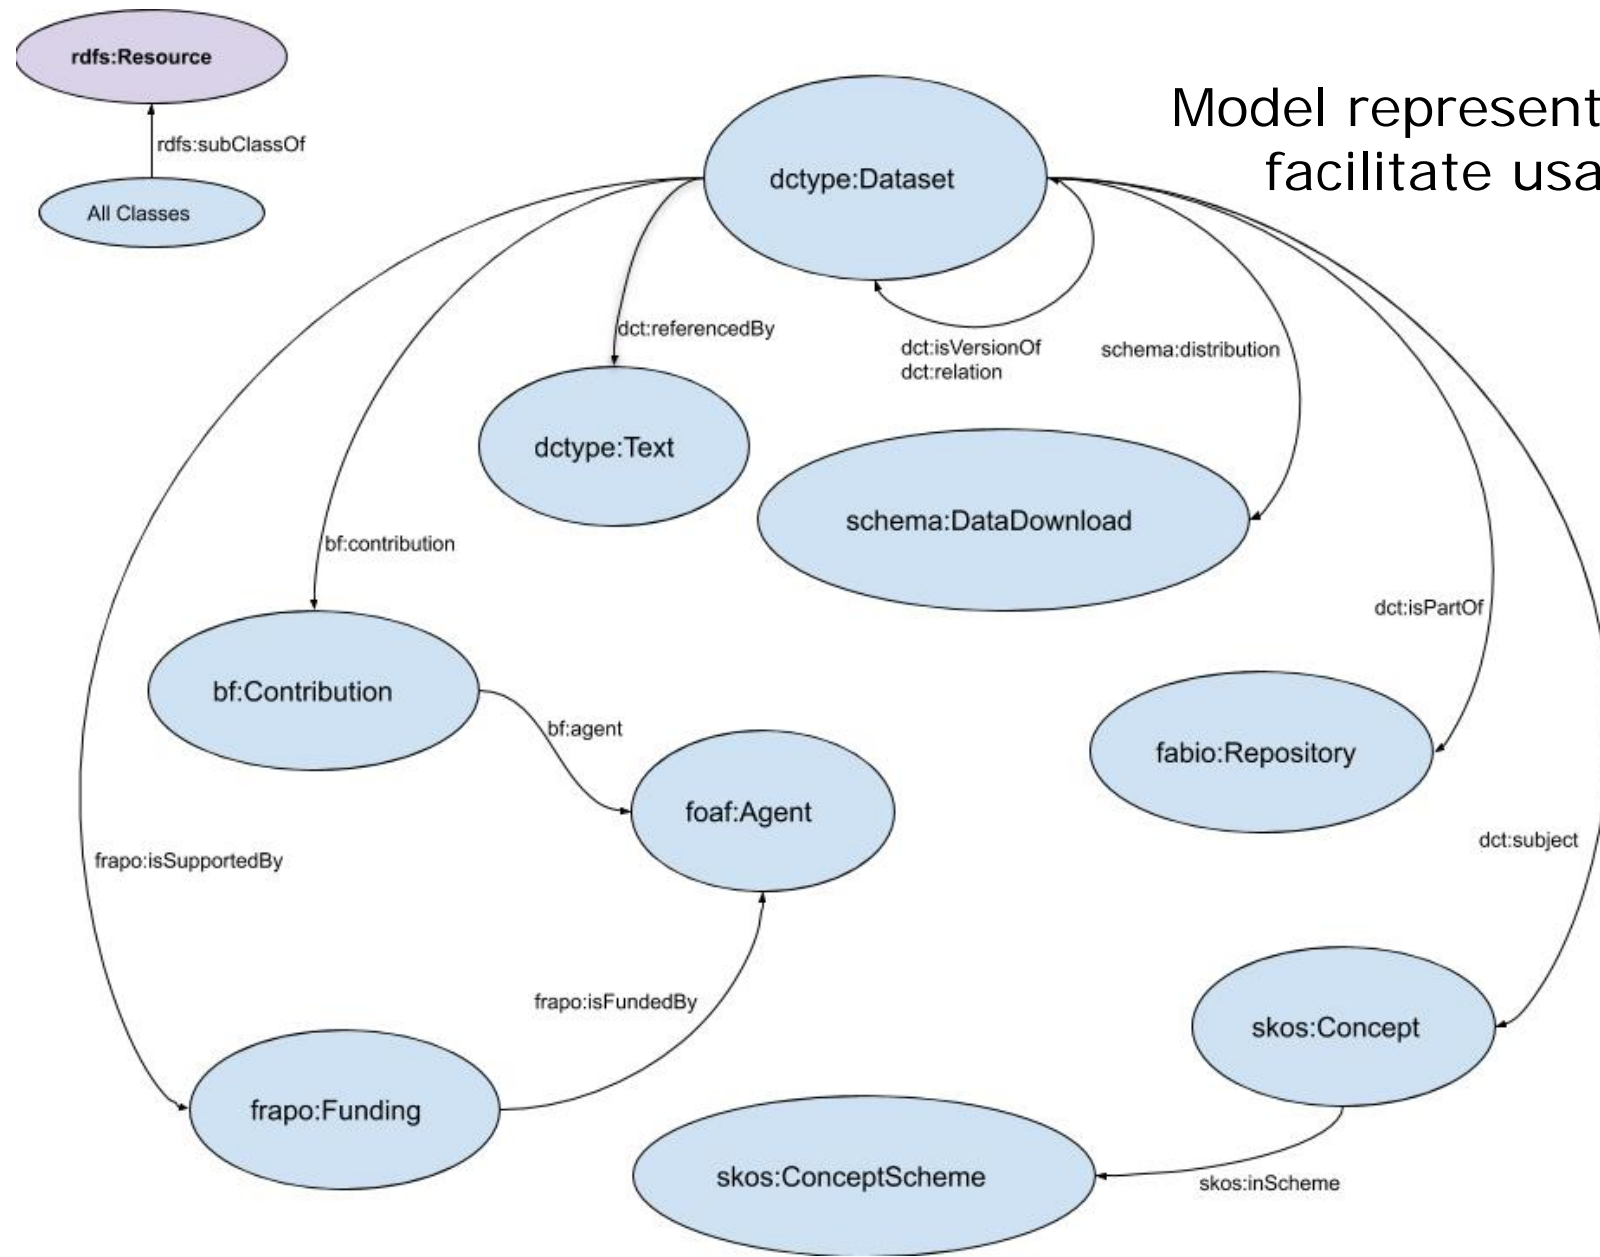 rdfs:Resource
rdfs:subClassOf
All Classes
Model represent
facilitate usa
dctype:Dataset
dct:referencedBy
dct:isVersionOf
dct:relation
schema:distribution
dctype:Text
schema:DataDownload
bf:contribution
dct:isPartOf
bf:Contribution
bf:agent
fabio:Repository
foaf:Agent
dct:subject
frapo:isSupportedBy
frapo:isFundedBy
skos:Concept
frapo:Funding
skos:ConceptScheme
skos:inScheme